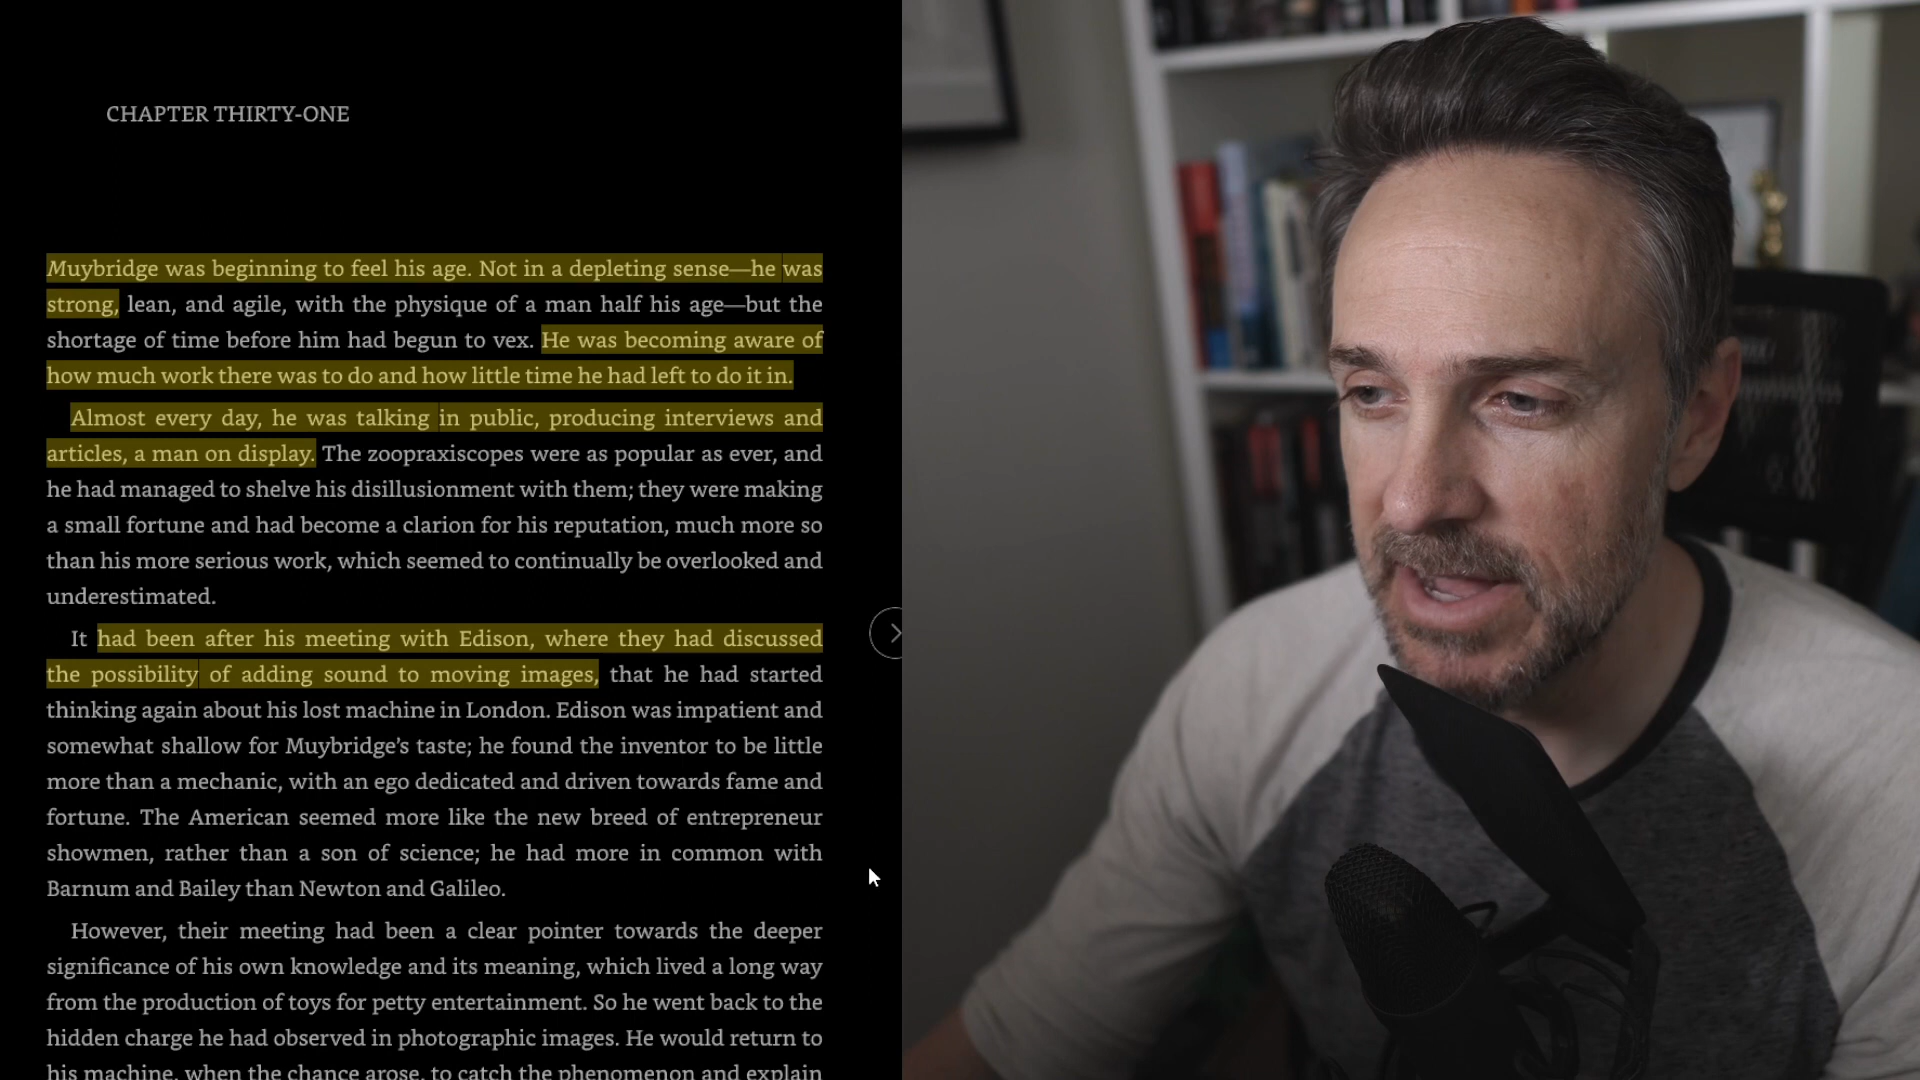 CHAPTER THIRTY-ONE
Muybridge was beginning to feel his age. Not in a depleting sense—he was
strong, lean, and agile, with the physique of a man half his age—but the
shortage of time before him had begun to vex. He was becoming aware of
how much work there was to do and how little time he had left to do it in.
Almost every day, he was talking in public, producing interviews and
articles, a man on display. The zoopraxiscopes were as popular as ever, and
he had managed to shelve his disillusionment with them; they were making
a small fortune and had become a clarion for his reputation, much more so
than his more serious work, which seemed to continually be overlooked and
underestimated.
It had been after his meeting with Edison, where they had discussed
the possibility of adding sound to moving images, that he had started
thinking again about his lost machine in London. Edison was impatient and
somewhat shallow for Muybridge’s taste; he found the inventor to be little
more than a mechanic, with an ego dedicated and driven towards fame and
fortune. The American seemed more like the new breed of entrepreneur
showmen, rather than a son of science; he had more in common with
Barnum and Bailey than Newton and Galileo.
However, their meeting had been a clear pointer towards the deeper
significance of his own knowledge and its meaning, which lived a long way
from the production of toys for petty entertainment. So he went back to the
hidden charge he had observed in photographic images. He would return to
his machine, when the chance arose, to catch the phenomenon and explain